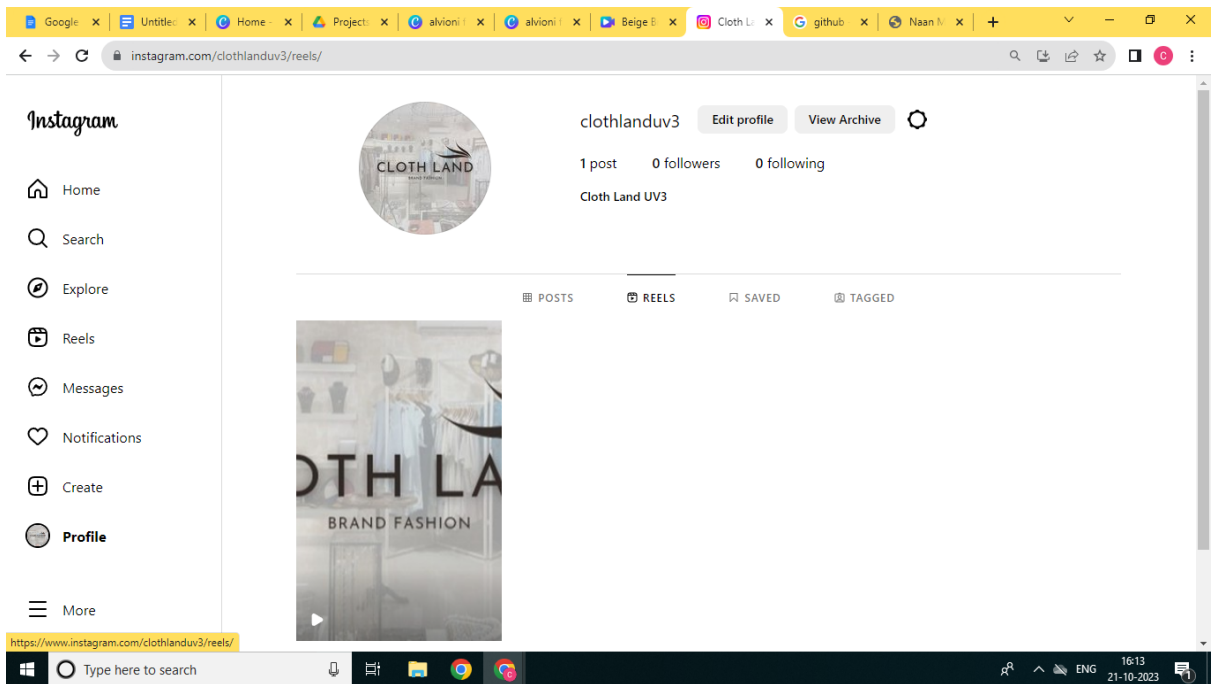 Google
Untitled
Home -
Projects
alvioni f
alvioni f
Beige B
Cloth La
github
Naan M
instagram.com/clothlanduv3/reels/
Instagram
Home
Search
Explore
Reels
Messages
Notifications
Create
Profile
More
CLOTH LAND
BRAND FASHION
clothlanduv3
Edit profile
View Archive
1 post 0 followers 0 following
Cloth Land UV3
POSTS REELS SAVED TAGGED
OTH LA
BRAND FASHION
https://www.instagram.com/clothlanduv3/reels/
Type here to search
ENG
16:13
21-10-2023
1
C